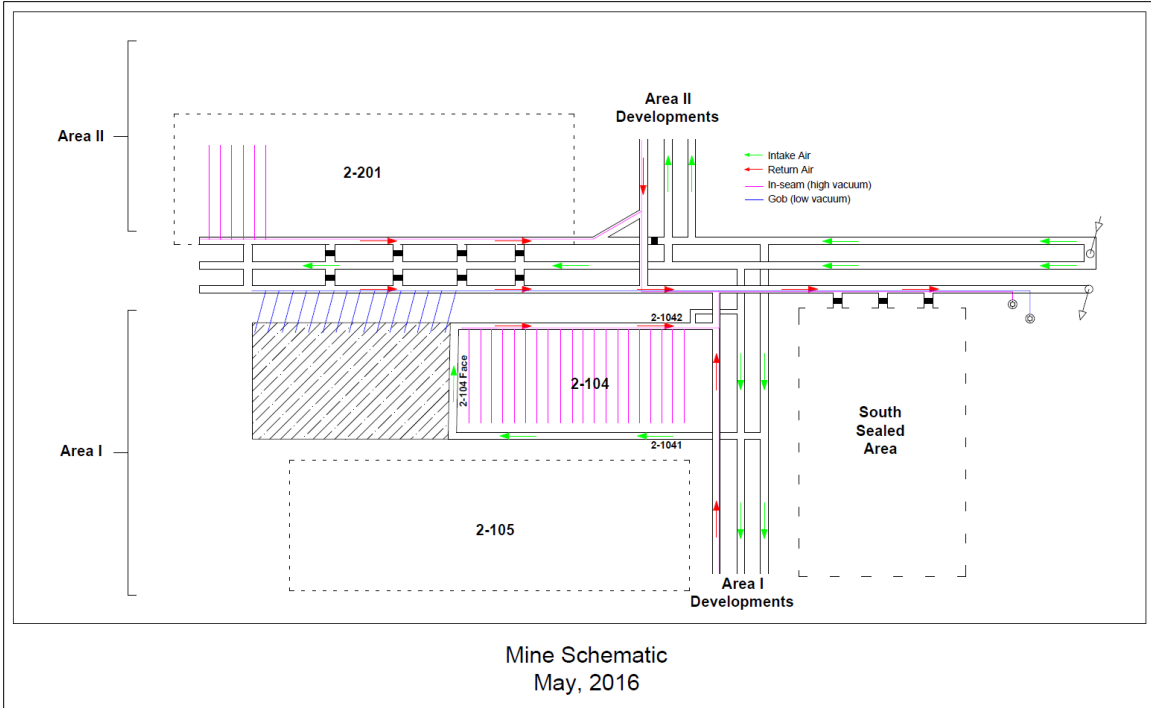 Area II
Area II
Developments
Intake Air
Return Air
In-seam (high vacuum)
Gob (low vacuum)
2-201
Area I
2-1042
2-104 Face
2-104
2-1041
South
Sealed
Area
2-105
Area I
Developments
Mine Schematic
May, 2016